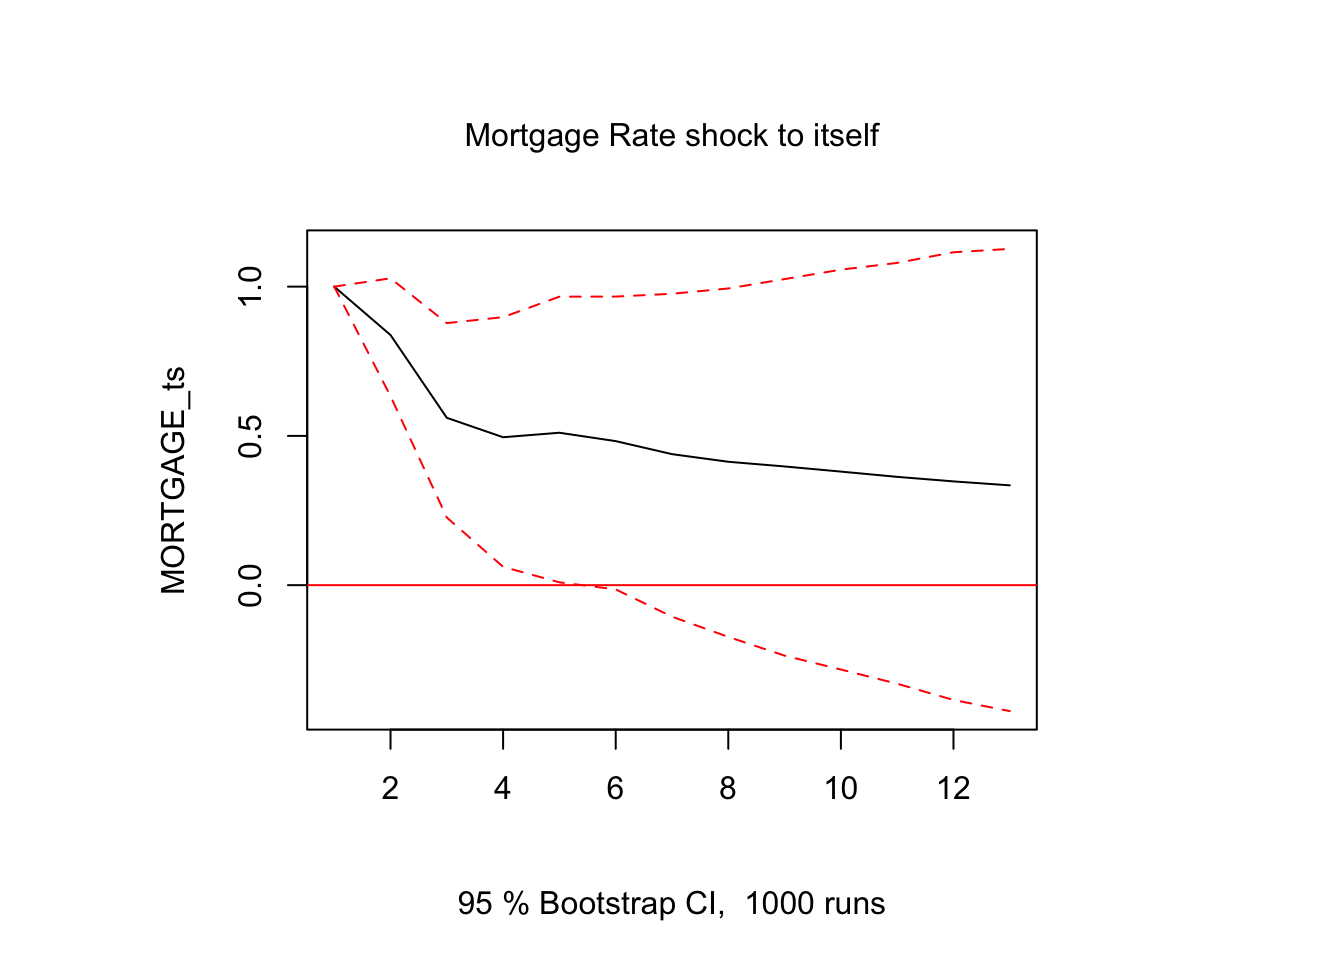 Mortgage Rate shock to itself
MORTGAGE_ts
1.0
0.5
0.0
2 4 6 8 10 12
95 % Bootstrap CI,  1000 runs